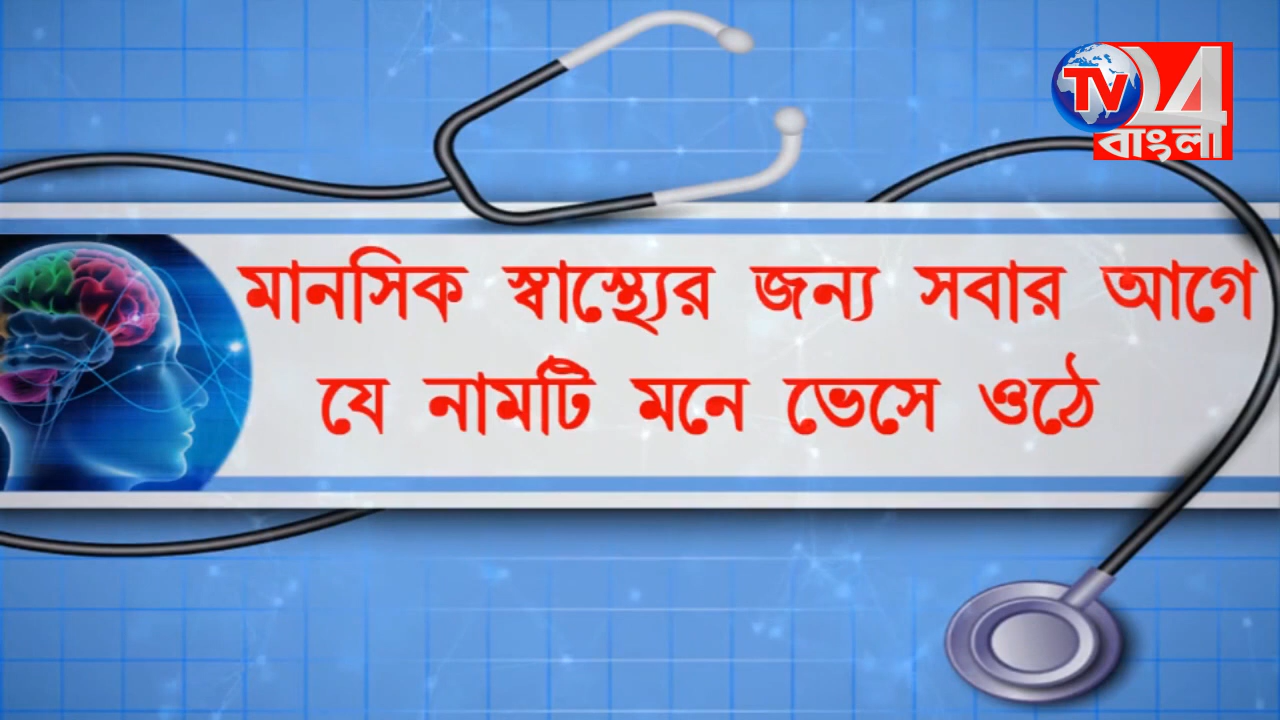 TV 24
বাংলা
মানসিক স্বাস্থ্যের জন্য সবার আগে
যে নামটি মনে ভেসে ওঠে